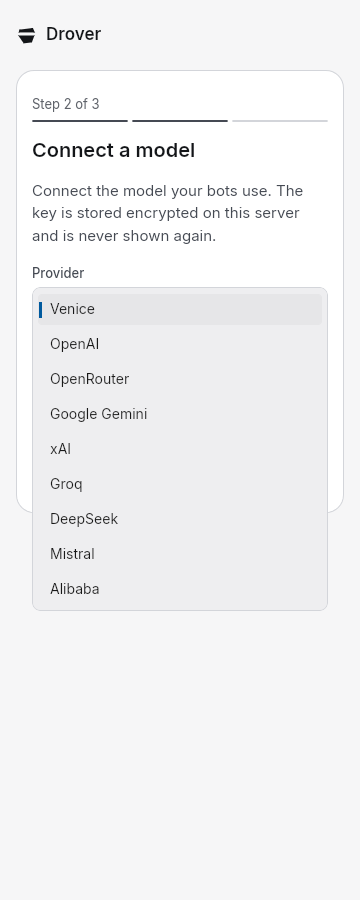 Drover
Step 2 of 3
Connect a model
Connect the model your bots use. The
key is stored encrypted on this server
and is never shown again.
Provider
Venice
OpenAI
OpenRouter
Google Gemini
xAI
Groq
DeepSeek
Mistral
Alibaba